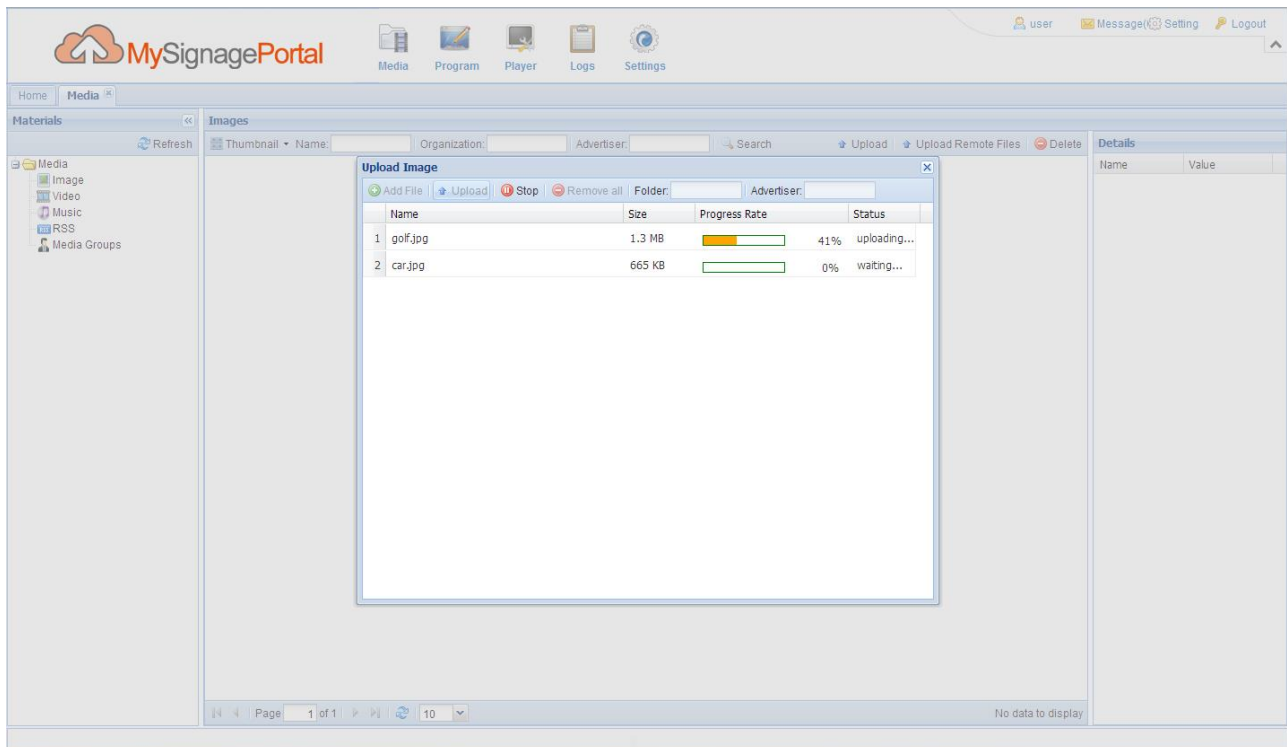 user Message( Setting Logout
MySignagePortal
Media Program Player Logs Settings
Home Media
Materials
Refresh
Media
Image
Video
Music
RSS
Media Groups
Images
Thumbnail Name: Organization: Advertiser: Search Upload Upload Remote Files Delete
Details
Name Value
Upload Image
Add File Upload Stop Remove all Folder: Advertiser:
Name Size Progress Rate Status
1 golf.jpg 1.3 MB 41% uploading...
2 car.jpg 665 KB 0% waiting...
Page 1 of 1 10 No data to display